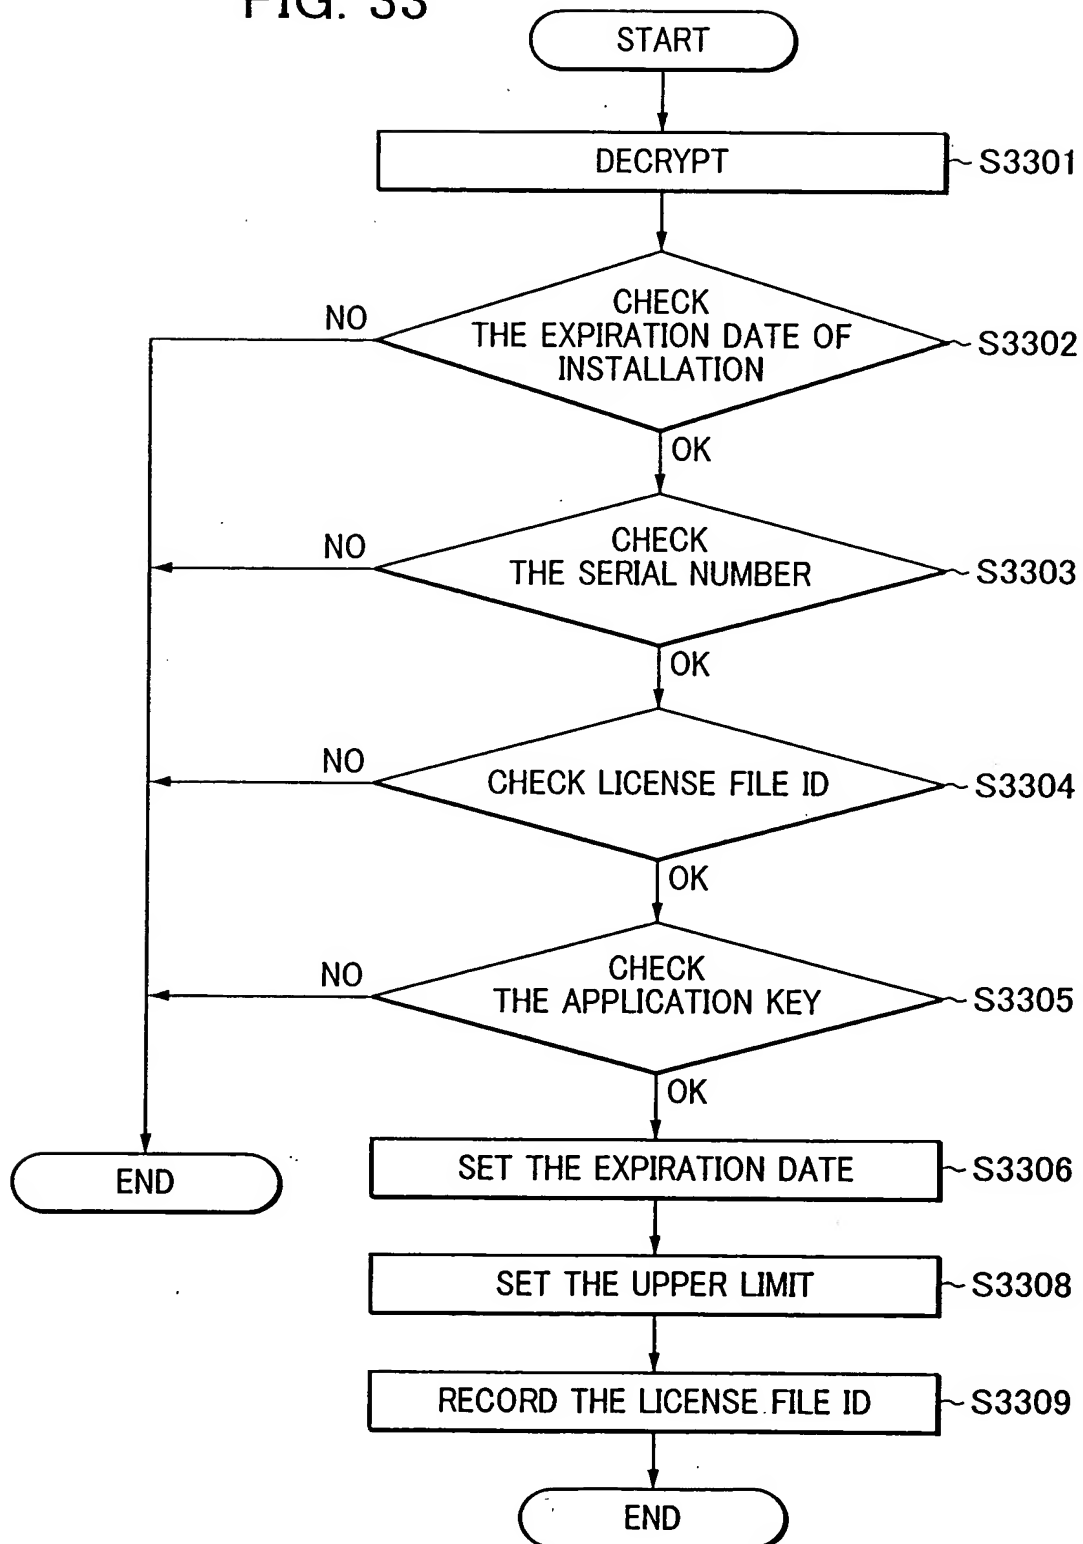 FIG. 33
START
DECRYPT
S3301
CHECK
THE EXPIRATION DATE OF
INSTALLATION
NO
S3302
OK
CHECK
THE SERIAL NUMBER
NO
S3303
OK
CHECK LICENSE FILE ID
NO
S3304
OK
CHECK
THE APPLICATION KEY
NO
S3305
OK
SET THE EXPIRATION DATE
S3306
END
SET THE UPPER LIMIT
S3308
RECORD THE LICENSE FILE ID
S3309
END